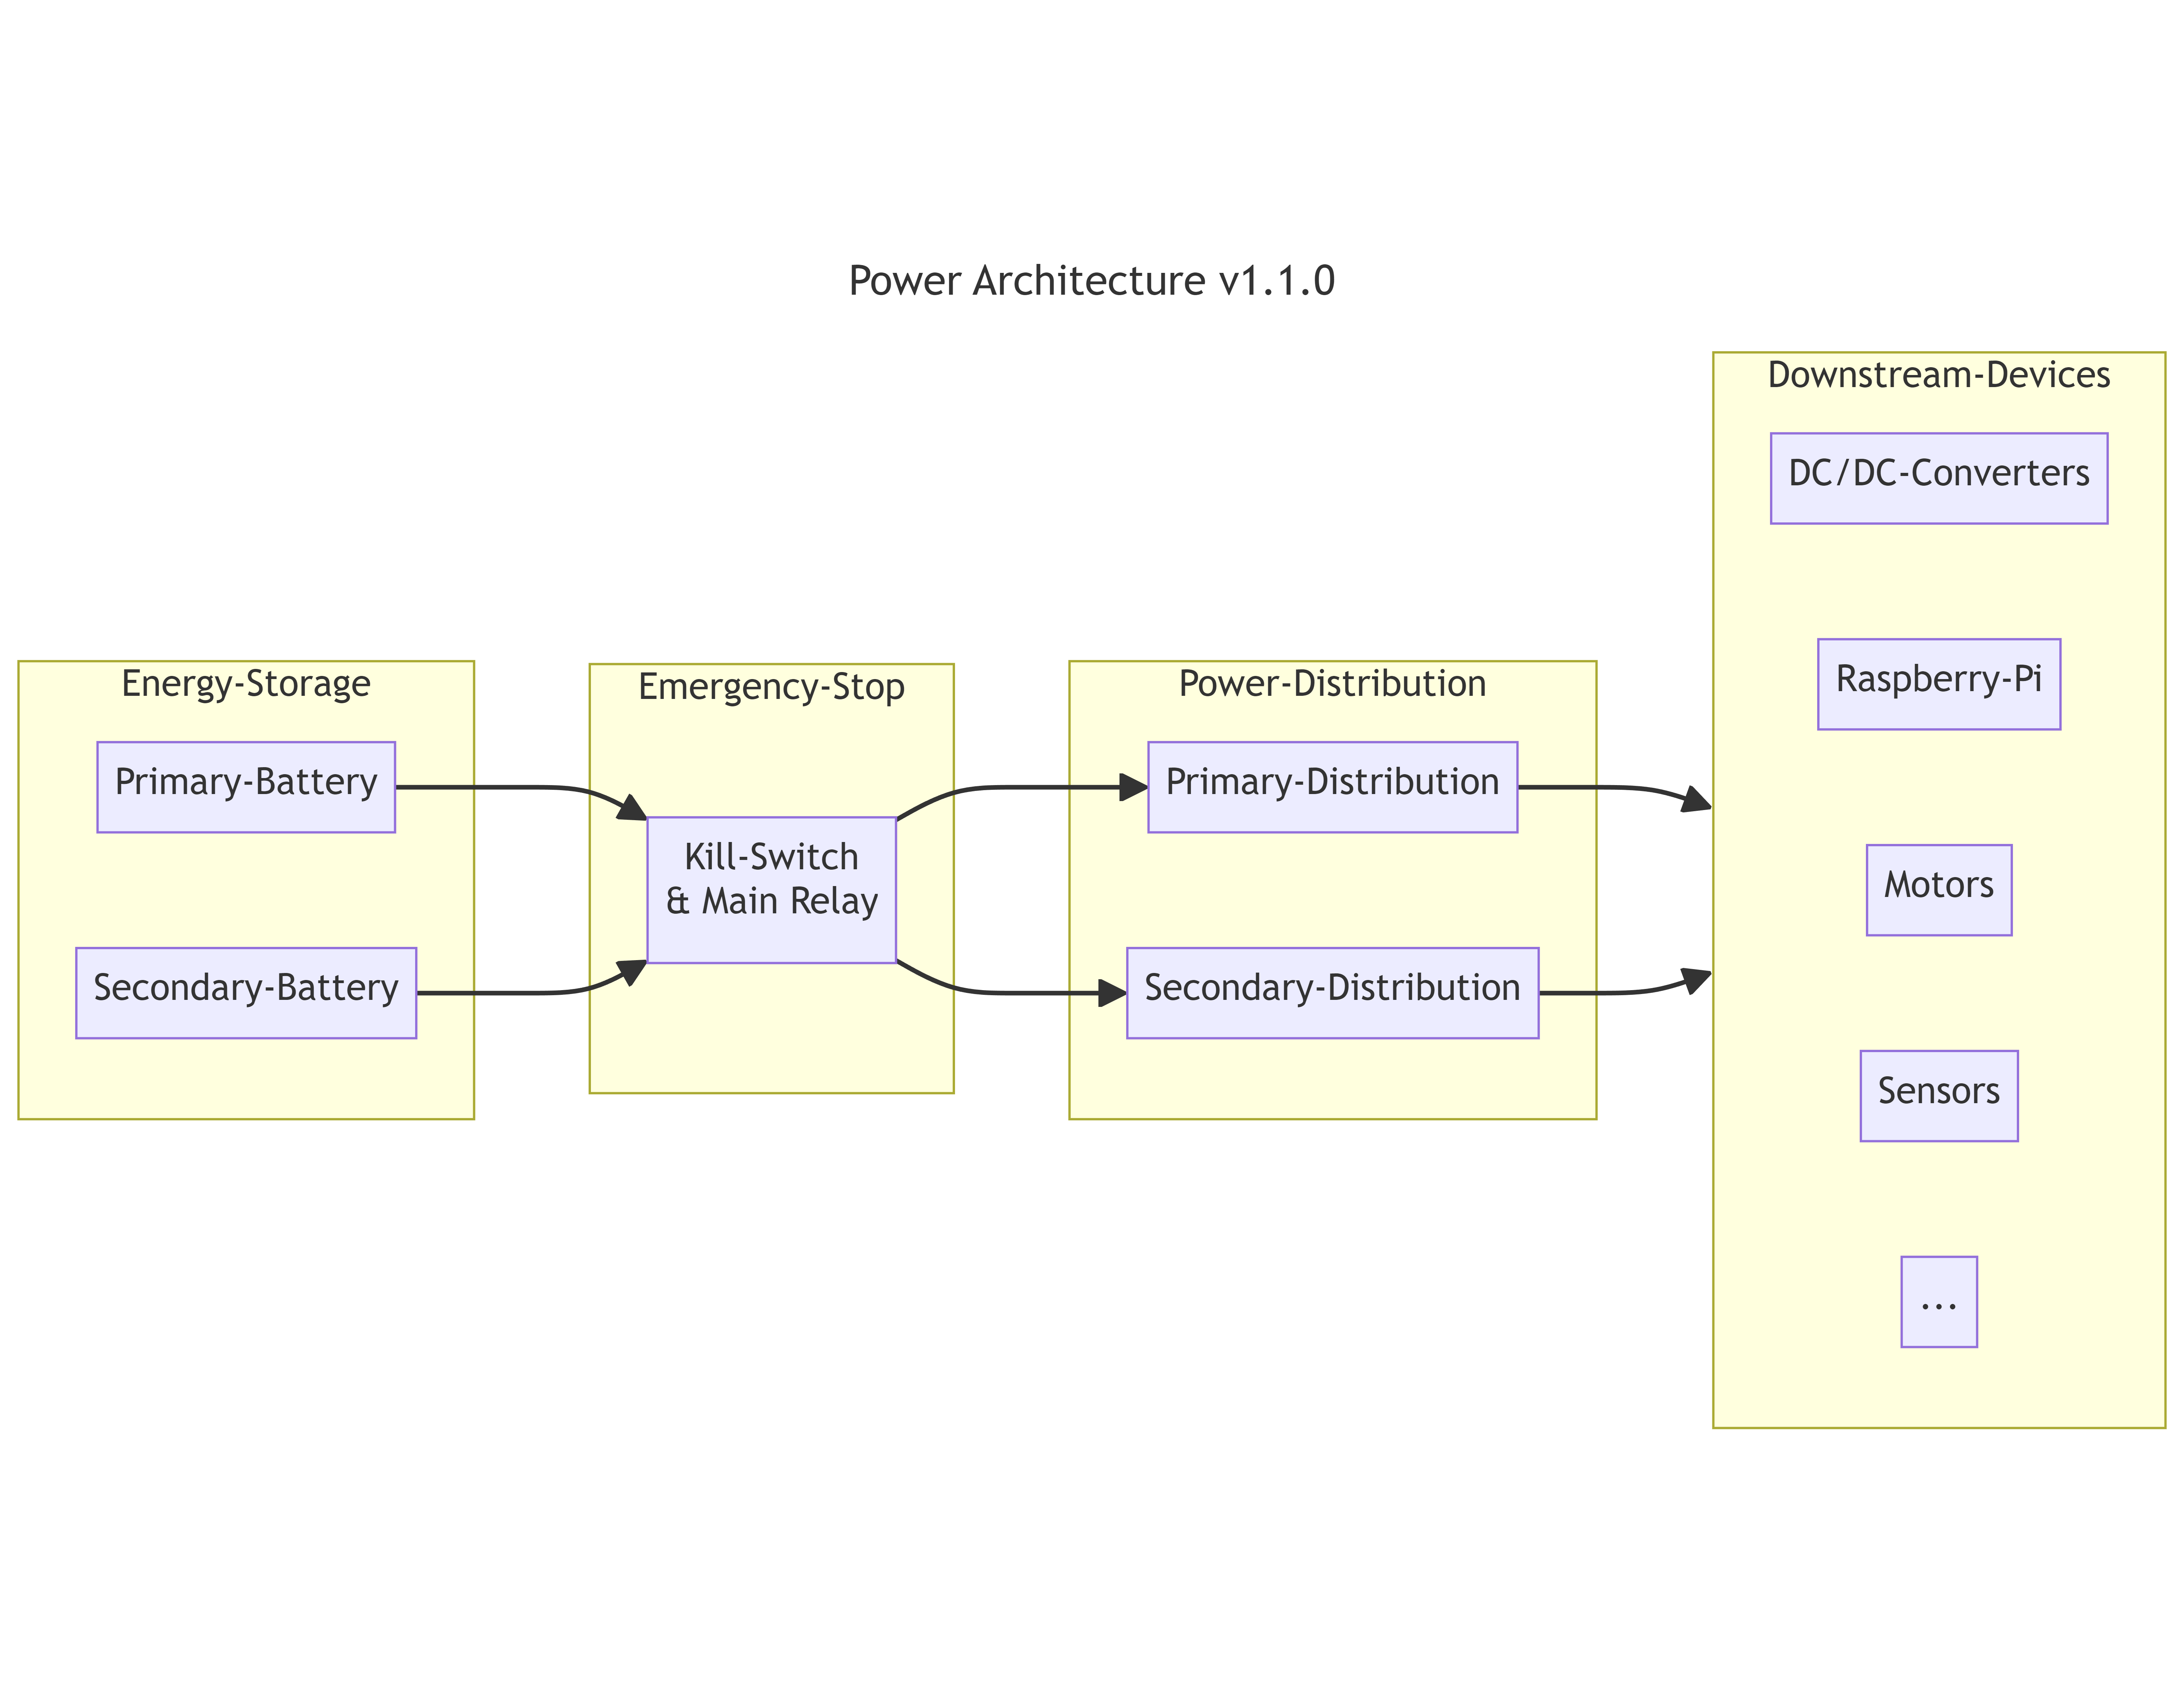 Power Architecture v1.1.0
Energy-Storage
Primary-Battery
Secondary-Battery
Emergency-Stop
Kill-Switch
& Main Relay
Power-Distribution
Primary-Distribution
Secondary-Distribution
Downstream-Devices
DC/DC-Converters
Raspberry-Pi
Motors
Sensors
...